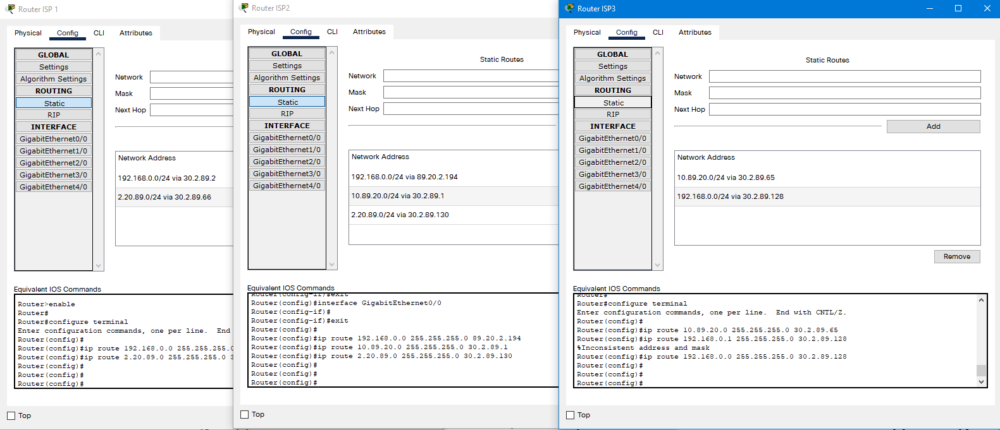 Router ISP 1
Physical Config CLI Attributes
GLOBAL
Settings
Algorithm Settings
ROUTING
Static
RIP
INTERFACE
GigabitEthernet0/0
GigabitEthernet1/0
GigabitEthernet2/0
GigabitEthernet3/0
GigabitEthernet4/0
Network
Mask
Next Hop
Network Address
192.168.0.0/24 via 30.2.89.2
2.20.89.0/24 via 30.2.89.66
Equivalent IOS Commands
Router>enable
Router#
Router#configure terminal
Enter configuration commands, one per line. End
Router(config)#
Router(config)#ip route 192.168.0.0 255.255.255.0
Router(config)#ip route 2.20.89.0 255.255.255.0 3
Router(config)#
Router(config)#
Router(config)#
Top
Router ISP2
Physical Config CLI Attributes
GLOBAL
Settings
Algorithm Settings
ROUTING
Static
RIP
INTERFACE
GigabitEthernet0/0
GigabitEthernet1/0
GigabitEthernet2/0
GigabitEthernet3/0
GigabitEthernet4/0
Static Routes
Network
Mask
Next Hop
Network Address
192.168.0.0/24 via 89.20.2.194
10.89.20.0/24 via 30.2.89.1
2.20.89.0/24 via 30.2.89.130
Equivalent IOS Commands
Router(config-if)#exit
Router(config)#interface GigabitEthernet0/0
Router(config-if)#
Router(config-if)#exit
Router(config)#
Router(config)#ip route 192.168.0.0 255.255.255.0 89.20.2.194
Router(config)#ip route 10.89.20.0 255.255.255.0 30.2.89.1
Router(config)#ip route 2.20.89.0 255.255.255.0 30.2.89.130
Router(config)#
Router(config)#
Router(config)#
Top
Router ISP3
Physical Config CLI Attributes
GLOBAL
Settings
Algorithm Settings
ROUTING
Static
RIP
INTERFACE
GigabitEthernet0/0
GigabitEthernet1/0
GigabitEthernet2/0
GigabitEthernet3/0
GigabitEthernet4/0
Static Routes
Network
Mask
Next Hop
Add
Network Address
10.89.20.0/24 via 30.2.89.65
192.168.0.0/24 via 30.2.89.128
Remove
Equivalent IOS Commands
Router#
Router#configure terminal
Enter configuration commands, one per line. End with CNTL/Z.
Router(config)#
Router(config)#ip route 10.89.20.0 255.255.255.0 30.2.89.65
Router(config)#ip route 192.168.0.1 255.255.255.0 30.2.89.128
%Inconsistent address and mask
Router(config)#ip route 192.168.0.0 255.255.255.0 30.2.89.128
Router(config)#
Router(config)#
Router(config)#
Top